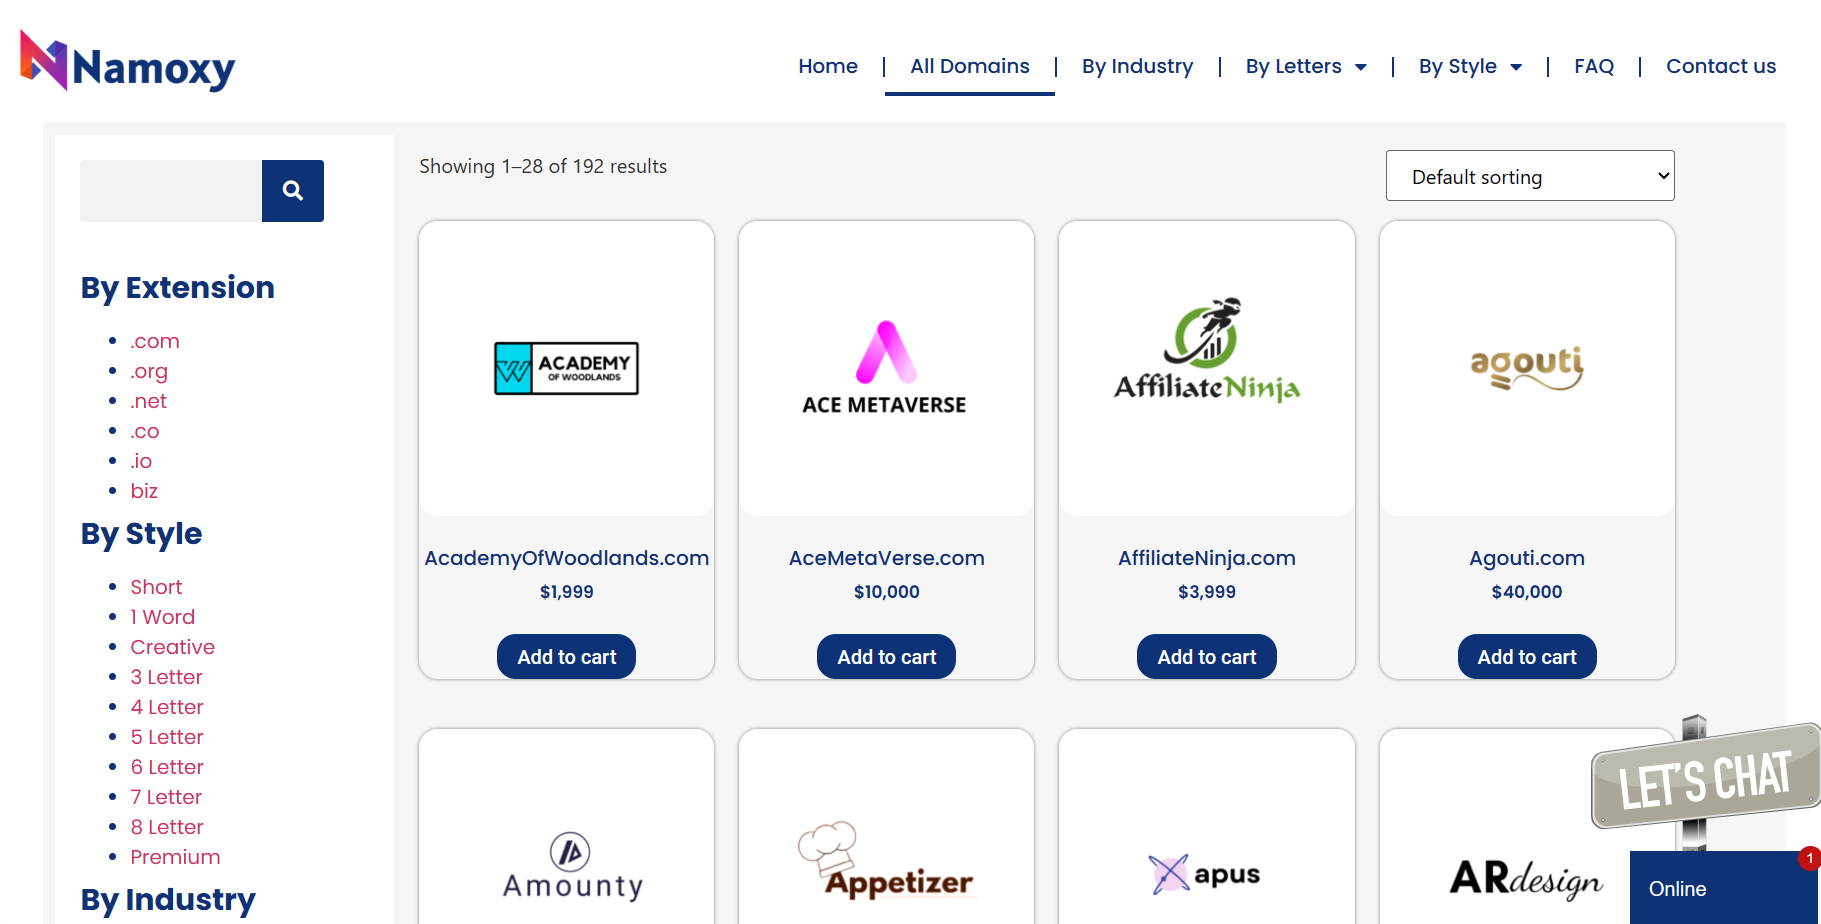 Namoxy
Home
All Domains
By Industry
By Letters
By Style
FAQ
Contact us
Showing 1–28 of 192 results
Default sorting
By Extension
.com
.org
.net
.co
.io
biz
By Style
Short
1 Word
Creative
3 Letter
4 Letter
5 Letter
6 Letter
7 Letter
8 Letter
Premium
By Industry
ACADEMY
OF WOODLANDS
AcademyOfWoodlands.com
$1,999
Add to cart
ACE METAVERSE
AceMetaVerse.com
$10,000
Add to cart
AffiliateNinja
AffiliateNinja.com
$3,999
Add to cart
agouti
Agouti.com
$40,000
Add to cart
Amounty
Appetizer
apus
ARdesign
LET'S CHAT
1
Online